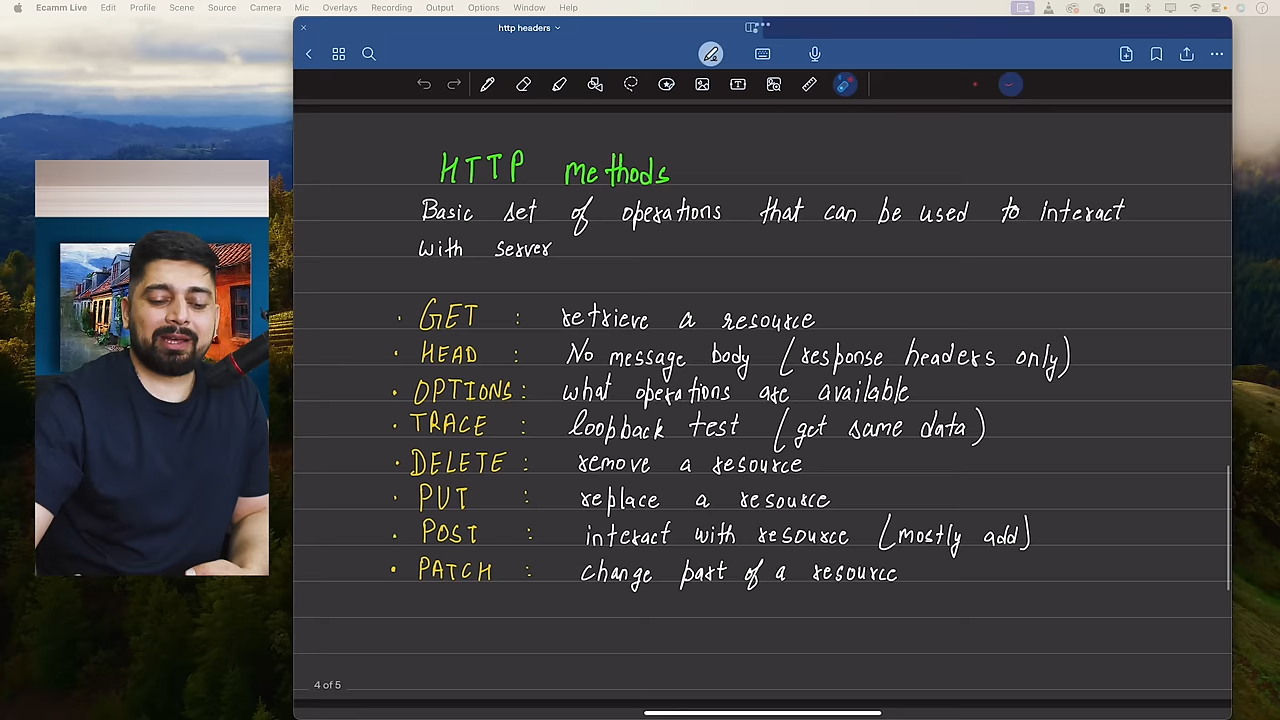 Ecamm Live Edit Profile Scene Source Camera Mic Overlays Recording Output Options Window Help
http headers
HTTP methods
Basic set of operations that can be used to interact
with server
· GET : retrieve a resource
· HEAD : No message body (response headers only)
· OPTIONS : what operations are available
· TRACE : loopback test (get same data)
· DELETE : remove a resource
· PUT : replace a resource
· POST : interact with resource (mostly add)
· PATCH : change part of a resource
4 of 5